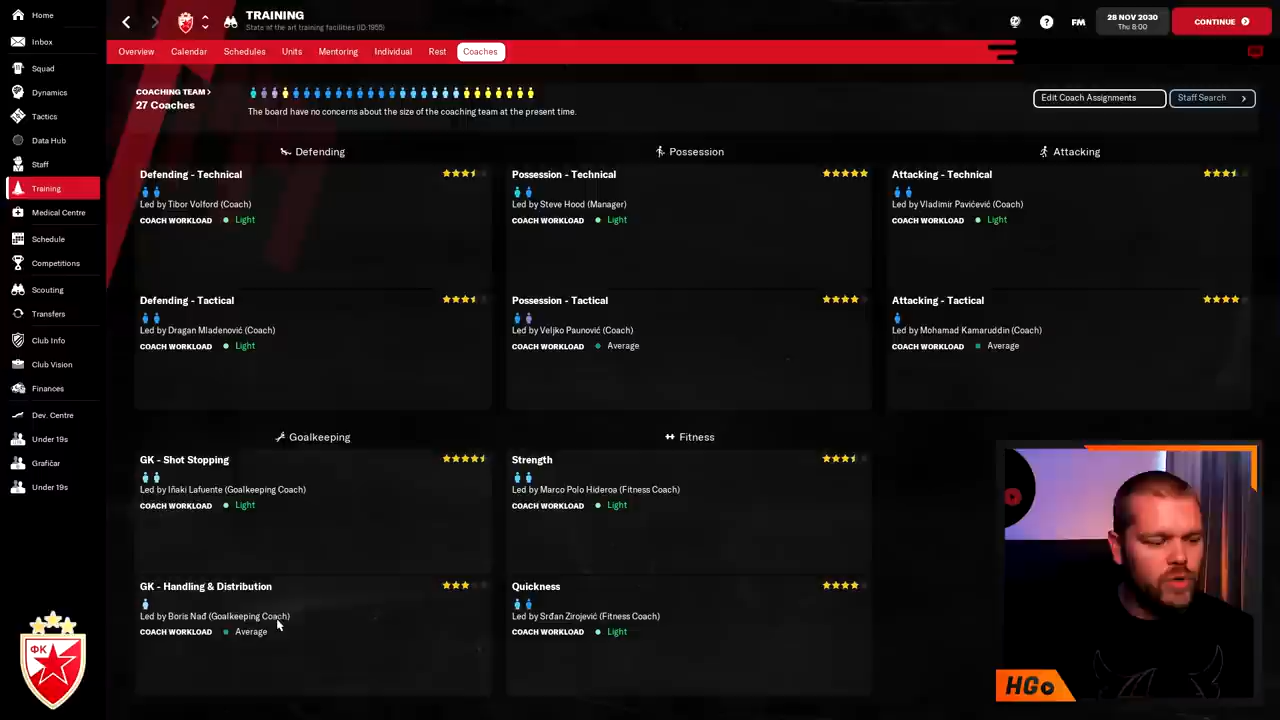 Home
Inbox
Squad
Dynamics
Tactics
Data Hub
Staff
Training
Medical Centre
Schedule
Competitions
Scouting
Transfers
Club Info
Club Vision
Finances
Dev. Centre
Under 19s
Grafičar
Under 19s
ФК
TRAINING
State of the art training facilities (ID:1955)
FM
28 NOV 2030
Thu 8:00
CONTINUE
Overview
Calendar
Schedules
Units
Mentoring
Individual
Rest
Coaches
COACHING TEAM >
27 Coaches
The board have no concerns about the size of the coaching team at the present time.
Edit Coach Assignments
Staff Search
Defending
Defending - Technical
Led by Tibor Volford (Coach)
COACH WORKLOAD Light
Defending - Tactical
Led by Dragan Mladenović (Coach)
COACH WORKLOAD Light
Possession
Possession - Technical
Led by Steve Hood (Manager)
COACH WORKLOAD Light
Possession - Tactical
Led by Veljko Paunović (Coach)
COACH WORKLOAD Average
Attacking
Attacking - Technical
Led by Vladimir Pavićević (Coach)
COACH WORKLOAD Light
Attacking - Tactical
Led by Mohamad Kamaruddin (Coach)
COACH WORKLOAD Average
Goalkeeping
GK - Shot Stopping
Led by Iñaki Lafuente (Goalkeeping Coach)
COACH WORKLOAD Light
GK - Handling & Distribution
Led by Boris Nađ (Goalkeeping Coach)
COACH WORKLOAD Average
Fitness
Strength
Led by Marco Polo Hideroa (Fitness Coach)
COACH WORKLOAD Light
Quickness
Led by Srđan Zirojević (Fitness Coach)
COACH WORKLOAD Light
HGo